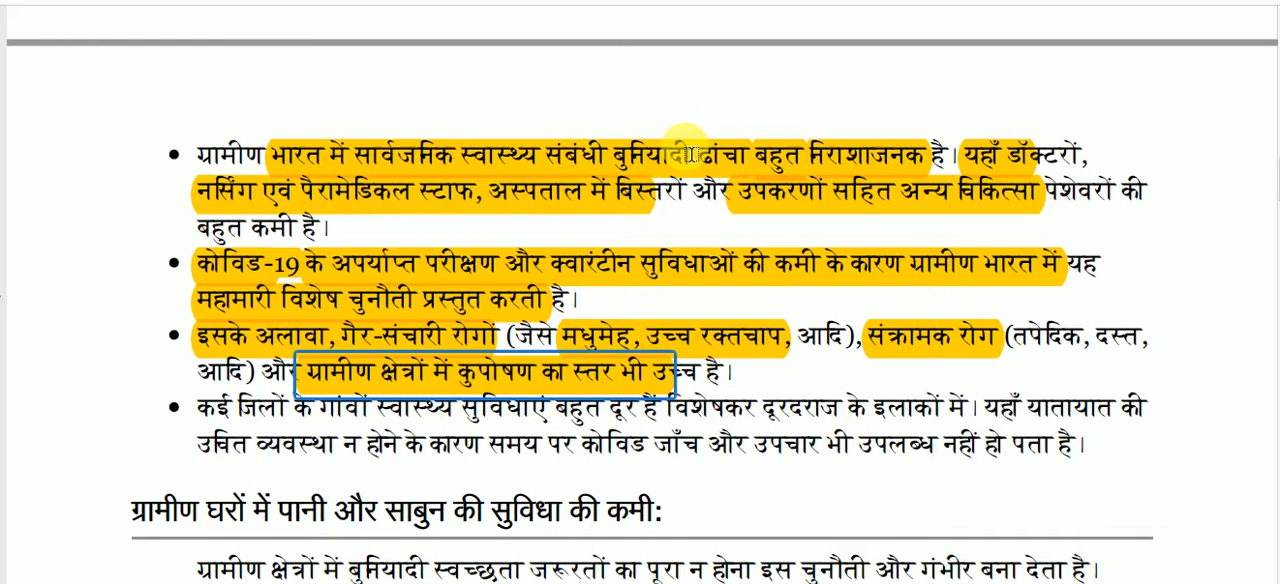 • ग्रामीण भारत में सार्वजनिक स्वास्थ्य संबंधी बुनियादी ढांचा बहुत निराशाजनक है। यहाँ डॉक्टरों,
नर्सिंग एवं पैरामेडिकल स्टाफ, अस्पताल में बिस्तरों और उपकरणों सहित अन्य चिकित्सा पेशेवरों की
बहुत कमी है।
• कोविड-19 के अपर्याप्त परीक्षण और क्वारंटीन सुविधाओं की कमी के कारण ग्रामीण भारत में यह
महामारी विशेष चुनौती प्रस्तुत करती है।
• इसके अलावा, गैर-संचारी रोगों (जैसे मधुमेह, उच्च रक्तचाप, आदि), संक्रामक रोग (तपेदिक, दस्त,
आदि) और ग्रामीण क्षेत्रों में कुपोषण का स्तर भी उच्च है।
• कई जिलों के गांवों स्वास्थ्य सुविधाएं बहुत दूर हैं विशेषकर दूरदराज के इलाकों में। यहाँ यातायात की
उचित व्यवस्था न होने के कारण समय पर कोविड जाँच और उपचार भी उपलब्ध नहीं हो पता है।
ग्रामीण घरों में पानी और साबुन की सुविधा की कमी:
ग्रामीण क्षेत्रों में बुनियादी स्वच्छता जरूरतों का पूरा न होना इस चुनौती और गंभीर बना देता है।